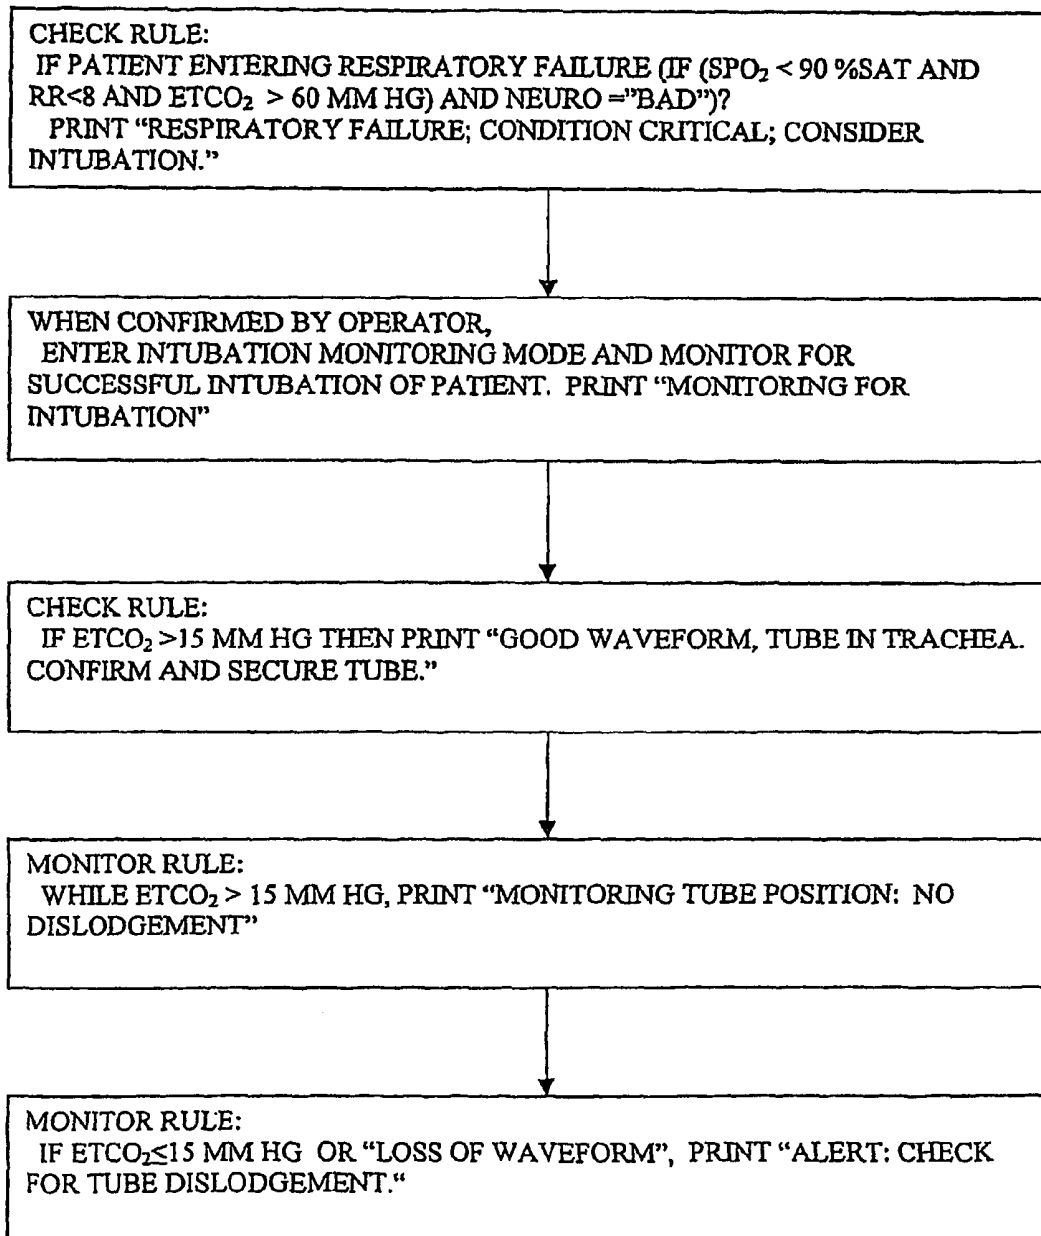 CHECK RULE:
IF PATIENT ENTERING RESPIRATORY FAILURE (IF (SPO₂ < 90 %SAT AND
RR<8 AND ETCO₂ > 60 MM HG) AND NEURO ="BAD")?
PRINT "RESPIRATORY FAILURE; CONDITION CRITICAL; CONSIDER
INTUBATION."
WHEN CONFIRMED BY OPERATOR,
ENTER INTUBATION MONITORING MODE AND MONITOR FOR
SUCCESSFUL INTUBATION OF PATIENT. PRINT "MONITORING FOR
INTUBATION"
CHECK RULE:
IF ETCO₂ >15 MM HG THEN PRINT "GOOD WAVEFORM, TUBE IN TRACHEA.
CONFIRM AND SECURE TUBE."
MONITOR RULE:
WHILE ETCO₂ > 15 MM HG, PRINT "MONITORING TUBE POSITION: NO
DISLODGEMENT"
MONITOR RULE:
IF ETCO₂≤15 MM HG OR "LOSS OF WAVEFORM", PRINT "ALERT: CHECK
FOR TUBE DISLODGEMENT."